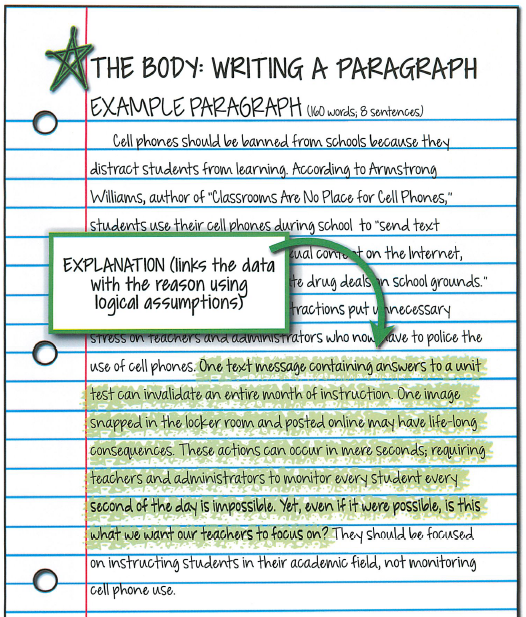 THE BODY: WRITING A PARAGRAPH
EXAMPLE PARAGRAPH (160 words; 8 sentences)
Cell phones should be banned from schools because they
distract students from learning. According to Armstrong
Williams, author of "Classrooms Are No Place for Cell Phones,"
students use their cell phones during school to "send text
EXPLANATION (links the data
with the reason using
logical assumptions)
content on the Internet,
drug deals on school grounds."
put unnecessary
stress on teachers and administrators who now have to police the
use of cell phones. One text message containing answers to a unit
test can invalidate an entire month of instruction. One image
snapped in the locker room and posted online may have life-long
consequences. These actions can occur in mere seconds; requiring
teachers and administrators to monitor every student every
second of the day is impossible. Yet, even if it were possible, is this
what we want our teachers to focus on? They should be focused
on instructing students in their academic field, not monitoring
cell phone use.